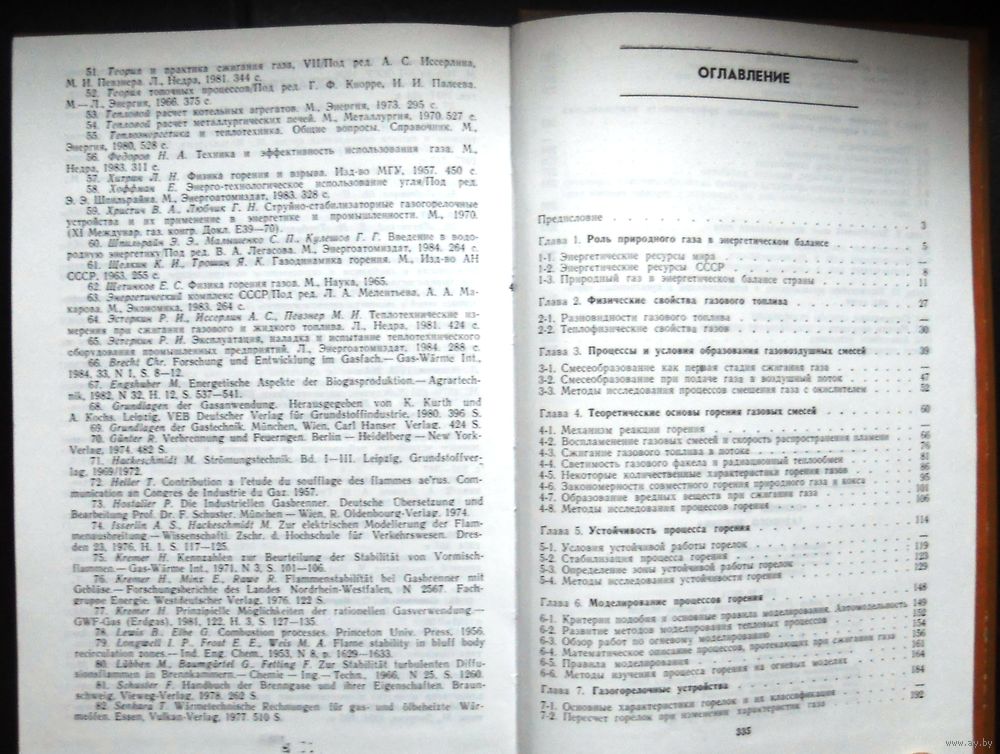 51. Теория и практика сжигания газа, VII/Под ред. А. С. Иссерлина,
М. И. Певзнера. Л., Недра, 1981. 344 с.
52. Теория топочных процессов/Под ред. Г. Ф. Кнорре, И. И. Палеева.
М.—Л., Энергия, 1966. 375 с.
53. Тепловой расчет котельных агрегатов. М., Энергия, 1973. 295 с.
54. Тепловой расчет металлургических печей. М., Металлургия, 1970. 527 с.
55. Теплоэнергетика и теплотехника. Общие вопросы. Справочник. М.,
Энергия, 1980, 528 с.
56. Федоров Н. А. Техника и эффективность использования газа. М.,
Недра, 1983. 311 с.
57. Хитрин Л. Н. Физика горения и взрыва. Изд-во МГУ, 1957. 450 с.
58. Хоффман Е. Энерго-технологическое использование угля/Под ред.
Э. Э. Шпильрайна. М., Энергоатомиздат, 1983. 328 с.
59. Христич В. А., Любчик Г. Н. Струйно-стабилизаторные газогорелочные
устройства и их применение в энергетике и промышленности. М., 1970
(XI Междунар. газ. конгр. Докл. Е39—70).
60. Шпильрайн Э. Э. Малышенко С. П., Кулешов Г. Г. Введение в водо-
родную энергетику/Под ред. В. А. Легасова. М., Энергоатомиздат, 1984. 264 с.
61. Щелкин К. И., Трошин Я. К. Газодинамика горения. М., Изд-во АН
СССР, 1963. 255 с.
62. Щетинков Е. С. Физика горения газов. М., Наука, 1965.
63. Энергетический комплекс СССР/Под ред. Л. А. Мелентьева, А. А. Ма-
карова. М., Экономика, 1983. 264 с.
64. Эстеркин Р. И., Иссерлин А. С., Певзнер М. И. Теплотехнические из-
мерения при сжигании газового и жидкого топлива. Л., Недра, 1981. 424 с.
65. Эстеркин Р. И. Эксплуатация, наладка и испытание теплотехнического
оборудования промышленных предприятий. Л., Энергоатомиздат, 1984. 288 с.
66. Brecht Chr. Forschung und Entwicklung im Gasfach.— Gas-Wärme Int.,
1984. 33, N 1, S. 8—12.
67. Engshuber M. Energetische Aspekte der Biogasproduktion.— Agrartech-
nik, 1982, N 32, H. 12, S. 537—541.
68. Grundlagen der Gasanwendung. Herausgegeben von K. Kurth und
A. Kochs. Leipzig, VEB Deutscher Verlag für Grundstoffindustrie. 1980. 396 S.
69. Grundlagen der Gastechnik. München, Wien, Carl Hanser Verlag. 424 S.
70. Günter R. Verbrennung und Feuerngen. Berlin — Heidelberg — New York-
Verlag, 1974. 482 S.
71. Hackeschmidt M. Strömungstechnik. Bd. I—III. Leipzig, Grundstoffver-
lag, 1969/1972.
72. Heller T. Contribution a l'etude du soufflage des flammes ae'rus. Com-
munication an Congres de Industrie du Gaz. 1957.
73. Hostalier P. Die Industriellen Gasbrenner. Deutsche Übersetzung und
Bearbeitung Prof. Dr. F. Schuster. München — Wien, R. Oldenbourg-Verlag. 1974.
74. Isserlin A. S., Hackeschmidt M. Zur elektrischen Modelierung der Flam-
menausbreitung — Wissenschaftl. Zschr. d. Hochschule für Verkehrswesen. Dres-
den 23, 1976, H. 1, S. 117—125.
75. Kremer H. Kennzahlen zur Beurteilung der Stabilität von Vormisch-
flammen.— Gas-Wärme Int., 1971. N 3, S. 101—106.
76. Kremer H., Minx E., Rawe R. Flammenstabilität bei Gasbrenner mit
Gebläse.— Forschungsberichte des Landes Nordrhein-Westfalen, N 2567. Fach-
gruppe Energie. Westdeutscher Verlag, 1976. 122 S.
77. Kremer H. Prinzipielle Möglichkeiten der rationellen Gasverwendung.—
GWF-Gas (Erdgas), 1981, 122, H. 3, S. 127—135.
78. Lewis B., Elbe G. Combustion processes. Princeton Univ. Press, 1956.
79. Longwell I. P., Frost E. E., Weis M. A. Flame stability in bluff body
recirculation zones.— Ind. Eng. Chem., 1953, N 8, p. 1629—1633.
80. Lübben M., Baumgärtel G., Fetting F. Zur Stabilität turbulenten Diffu-
sionsflammen in Brennkammern.— Chemie — Ing.— Techn., 1966, N 25, S. 1260.
81. Schuster F. Handbuch der Brenngase und ihrer Eigenschaften. Braun-
schweig, Vieweg-Verlag, 1978. 262 S.
82. Senhara T. Wärmetechnische Rechnungen für gas- und ölbeheizte Wär-
meöfen. Essen, Vulkan-Verlag, 1977. 510 S.
ОГЛАВЛЕНИЕ
Предисловие 3
Глава 1. Роль природного газа в энергетическом балансе 5
1-1. Энергетические ресурсы мира —
1-2. Энергетические ресурсы СССР 8
1-3. Природный газ в энергетическом балансе страны 11
Глава 2. Физические свойства газового топлива 27
2-1. Разновидности газового топлива —
2-2. Теплофизические свойства газов 30
Глава 3. Процессы и условия образования газовоздушных смесей 39
3-1. Смесеобразование как первая стадия сжигания газа —
3-2. Смесеобразование при подаче газа в воздушный поток 47
3-3. Методы исследования процессов смешения газа с окислителем 52
Глава 4. Теоретические основы горения газовых смесей 60
4-1. Механизм реакции горения —
4-2. Воспламенение газовых смесей и скорость распространения пламени 66
4-3. Сжигание газового топлива в потоке 76
4-4. Светимость газового факела и радиационный теплообмен 81
4-5. Некоторые количественные характеристики горения газов 86
4-6. Закономерности совместного горения природного газа и кокса 95
4-7. Образование вредных веществ при сжигании газа 101
4-8. Методы исследования процессов горения 106
Глава 5. Устойчивость процесса горения 114
5-1. Условия устойчивой работы горелок —
5-2. Стабилизация процесса горения 119
5-3. Определение зоны устойчивой работы горелок 123
5-4. Методы исследования устойчивости горения 129
Глава 6. Моделирование процессов горения 148
6-1. Критерии подобия и основные правила моделирования. Автомодельность 149
6-2. Развитие методов моделирования тепловых процессов 152
6-3. Обзор работ по огневому моделированию 154
6-4. Математическое описание процессов, протекающих при сжигании газа 156
6-5. Правила моделирования 161
6-6. Методы изучения процесса горения на огневых моделях 164
Глава 7. Газогорелочные устройства 184
7-1. Основные характеристики горелок и их классификация —
7-2. Пересчет горелок при изменении характеристик газа 192
335
www.ay.by